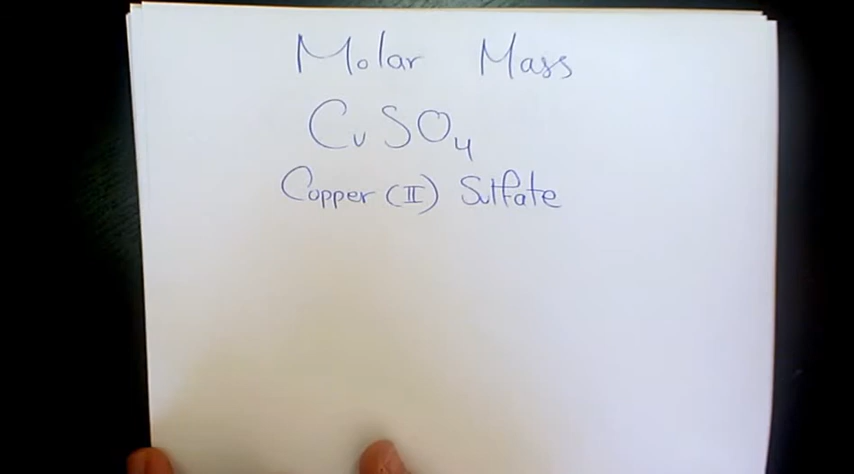 Molar Mass
CuSO₄
Copper (II) Sulfate